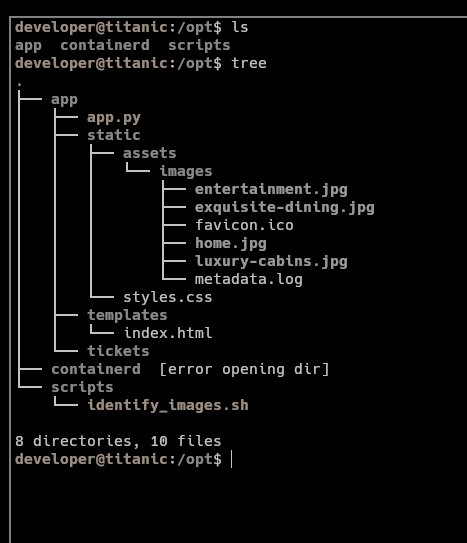 developer@titanic:/opt$ ls
app  containerd  scripts
developer@titanic:/opt$ tree
.
├── app
│   ├── app.py
│   ├── static
│   │   ├── assets
│   │   │   └── images
│   │   │       ├── entertainment.jpg
│   │   │       ├── exquisite-dining.jpg
│   │   │       ├── favicon.ico
│   │   │       ├── home.jpg
│   │   │       ├── luxury-cabins.jpg
│   │   │       └── metadata.log
│   │   └── styles.css
│   ├── templates
│   │   └── index.html
│   └── tickets
├── containerd  [error opening dir]
└── scripts
    └── identify_images.sh

8 directories, 10 files
developer@titanic:/opt$